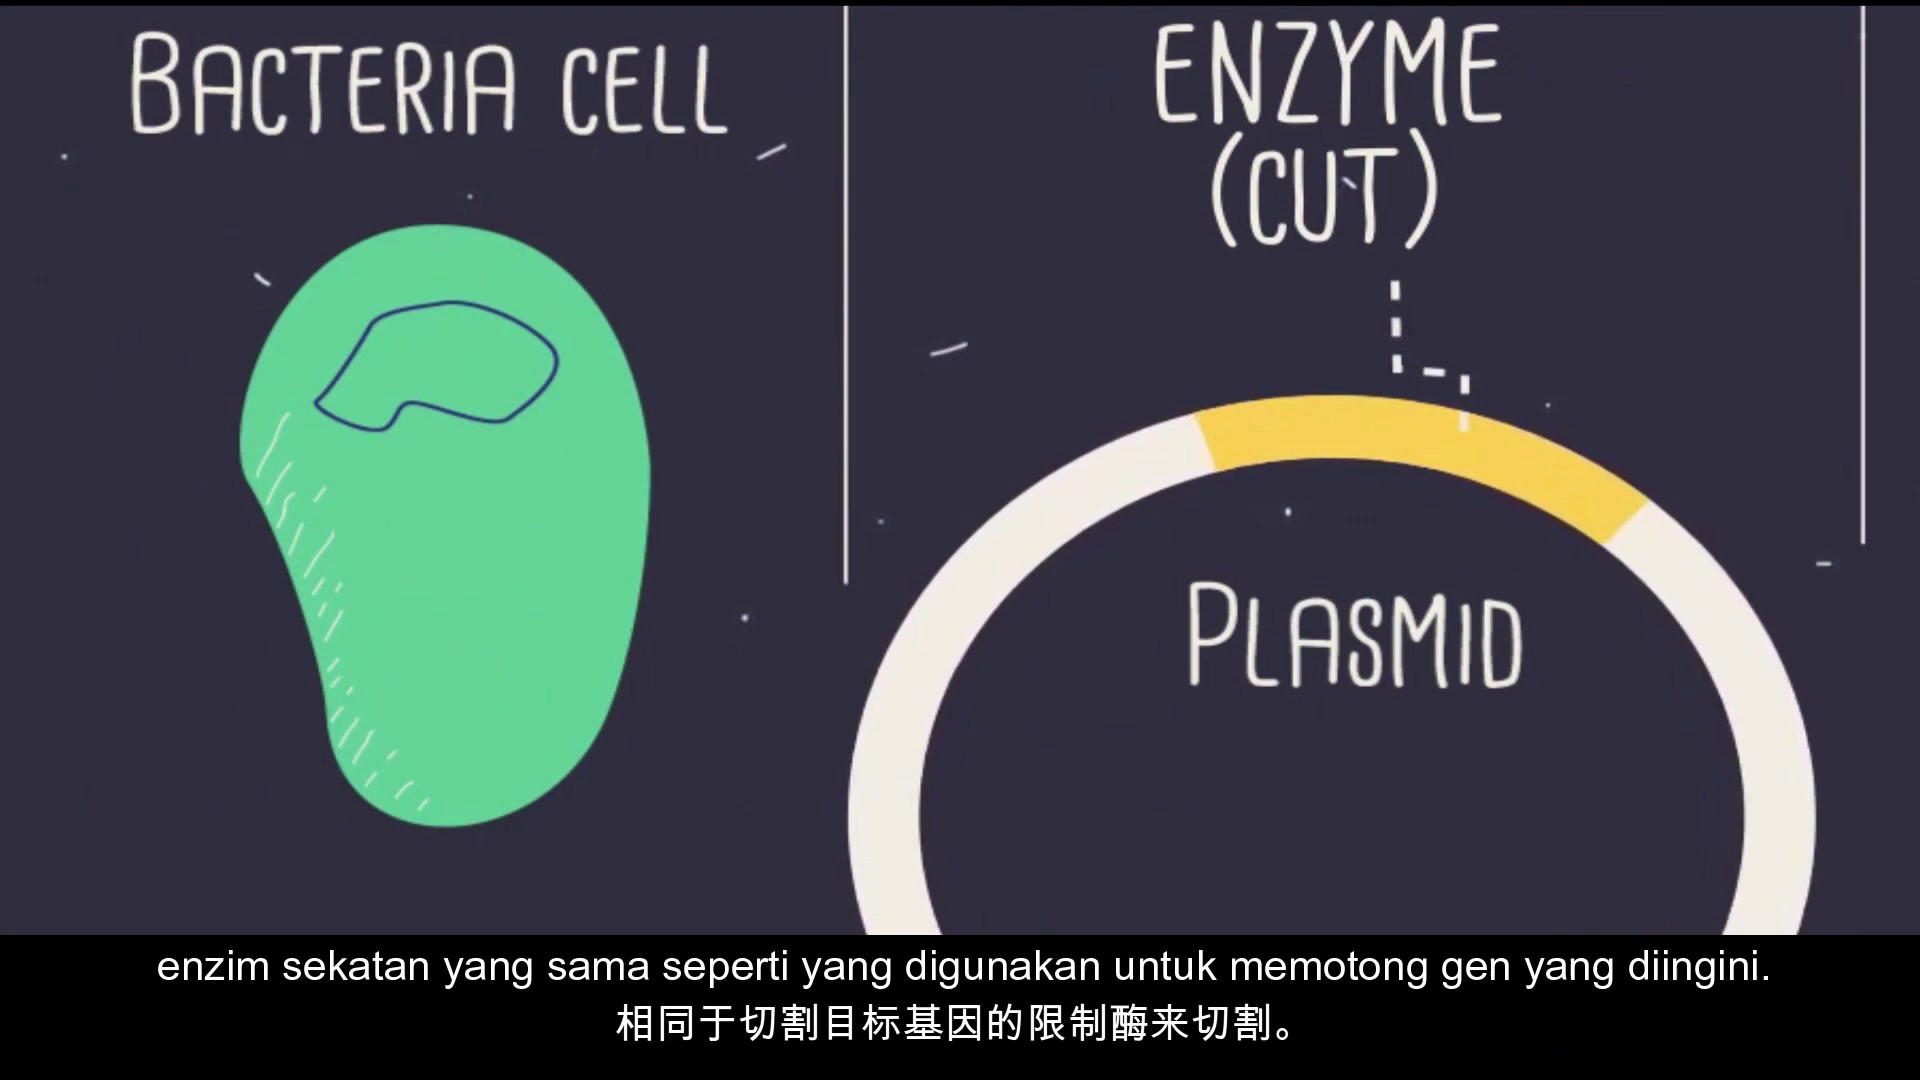 BACTERIA CELL
ENZYME
(CUT)
PLASMID
enzim sekatan yang sama seperti yang digunakan untuk memotong gen yang diingini.
相同于切割目标基因的限制酶来切割。